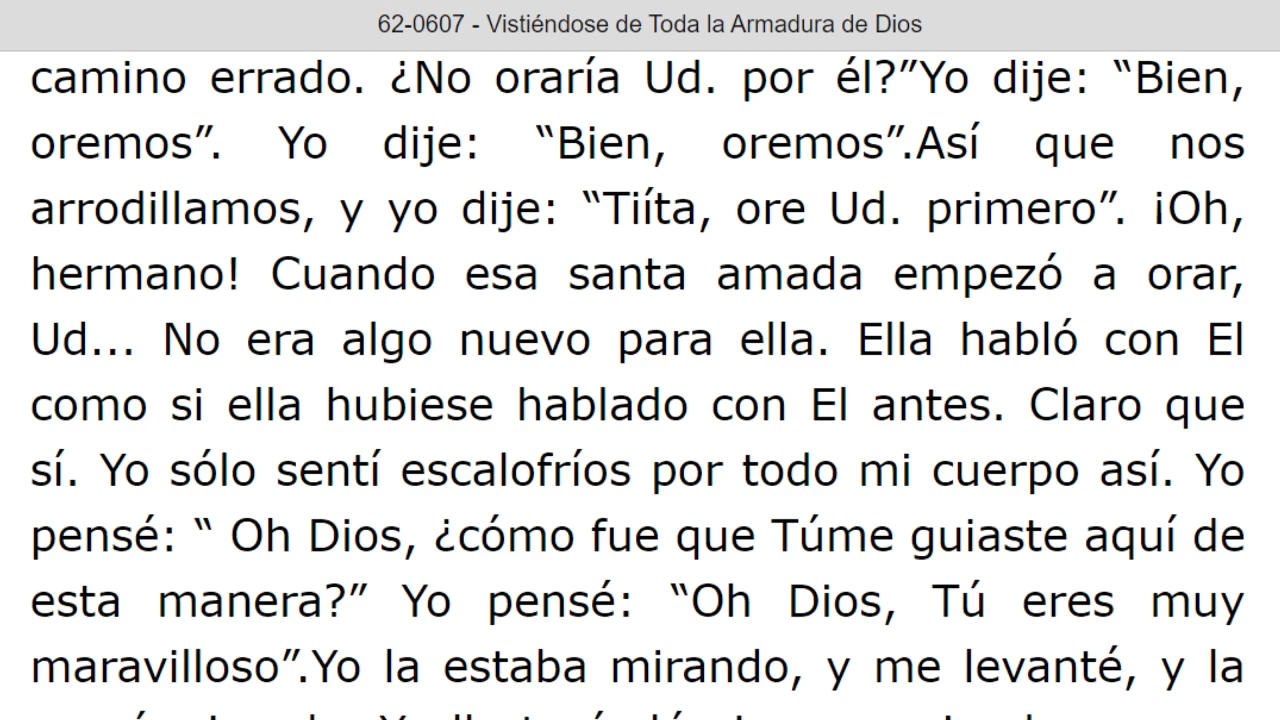 62-0607 - Vistiéndose de Toda la Armadura de Dios
camino errado. ¿No oraría Ud. por él?”Yo dije: “Bien,
oremos”. Yo dije: “Bien, oremos”.Así que nos
arrodillamos, y yo dije: “Tiíta, ore Ud. primero”. ¡Oh,
hermano! Cuando esa santa amada empezó a orar,
Ud... No era algo nuevo para ella. Ella habló con El
como si ella hubiese hablado con El antes. Claro que
sí. Yo sólo sentí escalofríos por todo mi cuerpo así. Yo
pensé: “ Oh Dios, ¿cómo fue que Túme guiaste aquí de
esta manera?” Yo pensé: “Oh Dios, Tú eres muy
maravilloso”.Yo la estaba mirando, y me levanté, y la